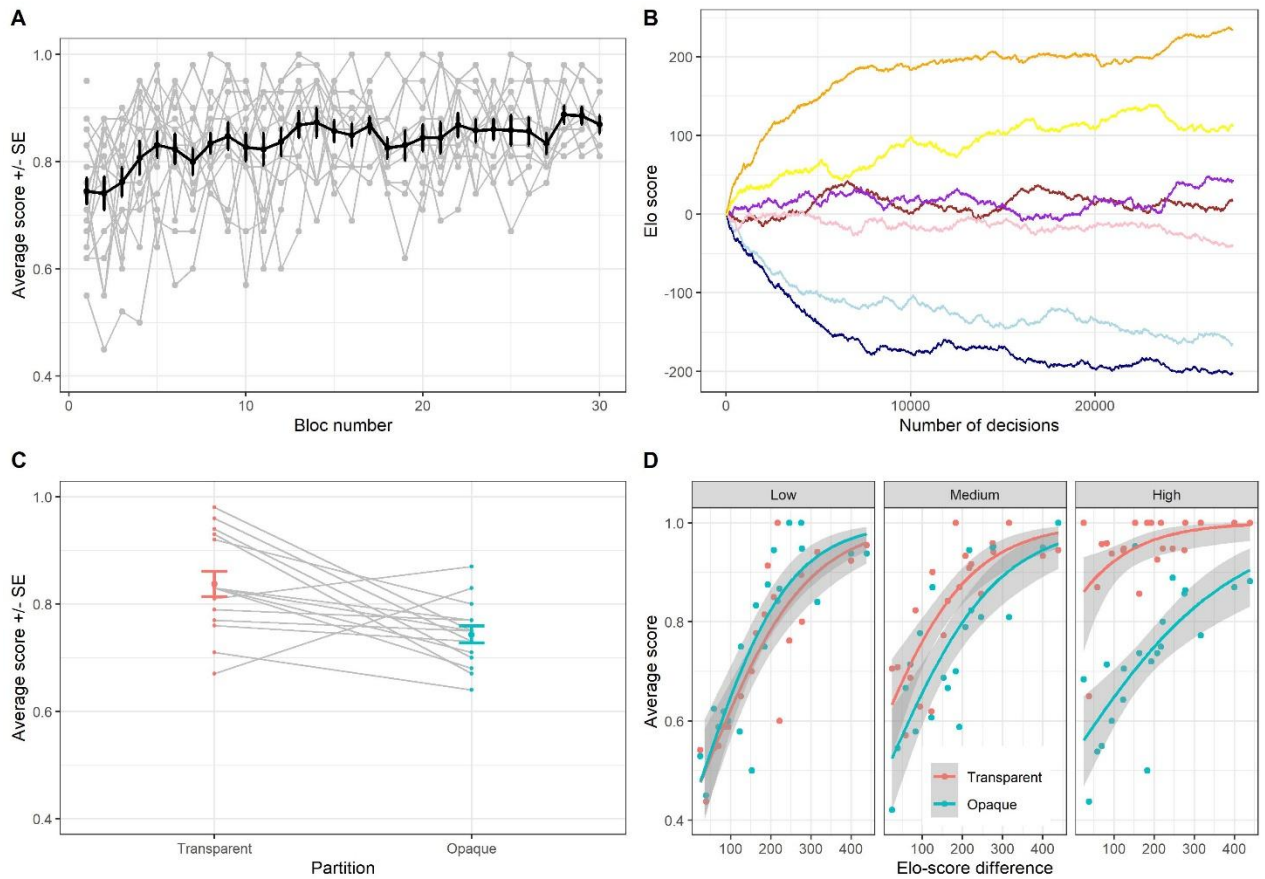 A
Average score +/- SE
1.0
0.8
0.6
0.4
0
10
20
30
Bloc number
B
Elo score
200
100
0
-100
-200
0
10000
20000
Number of decisions
C
Average score +/- SE
1.0
0.8
0.6
0.4
Transparent
Opaque
Partition
D
Low
Medium
High
Average score
1.0
0.8
0.6
0.4
Transparent
Opaque
100 200 300 400
100 200 300 400
100 200 300 400
Elo-score difference